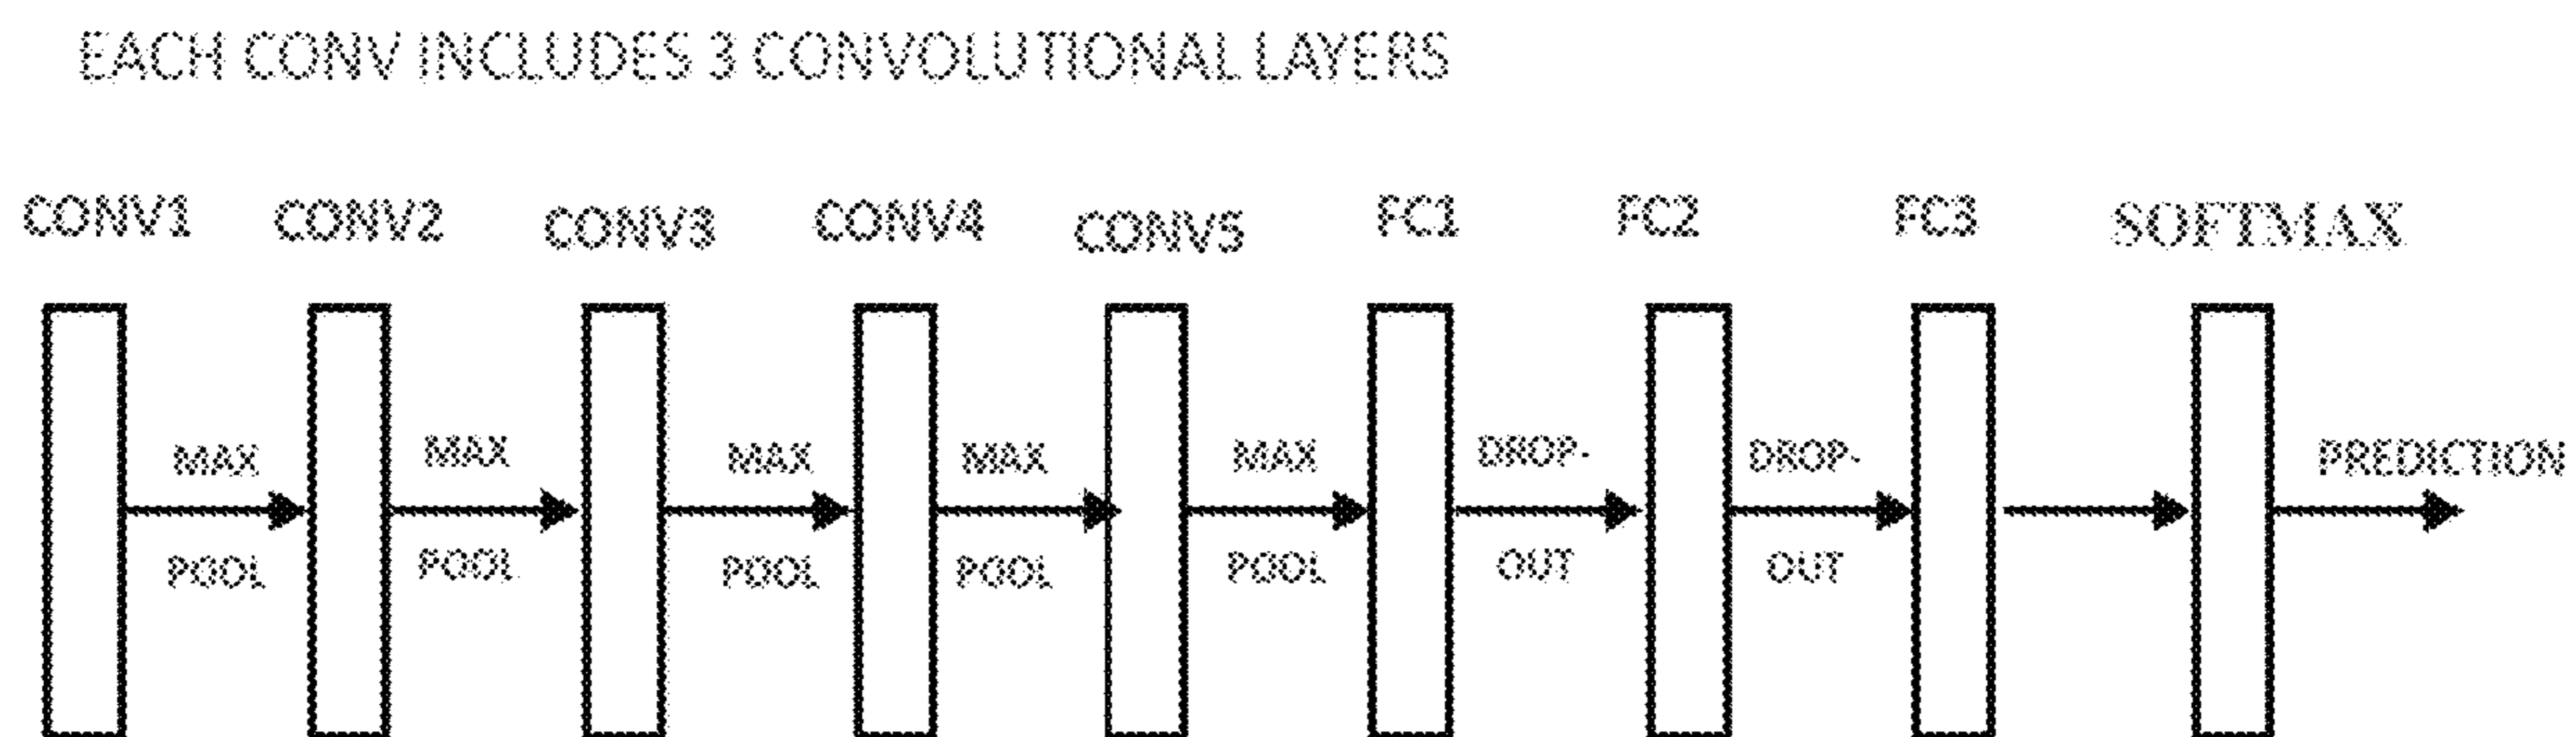 EACH CONV INCLUDES 3 CONVOLUTIONAL LAYERS
CONV1 CONV2 CONV3 CONV4 CONV5 FC1 FC2 FC3 SOFTMAX
MAX MAX MAX MAX MAX DROP- DROP- PREDICTION
POOL POOL POOL POOL POOL OUT OUT